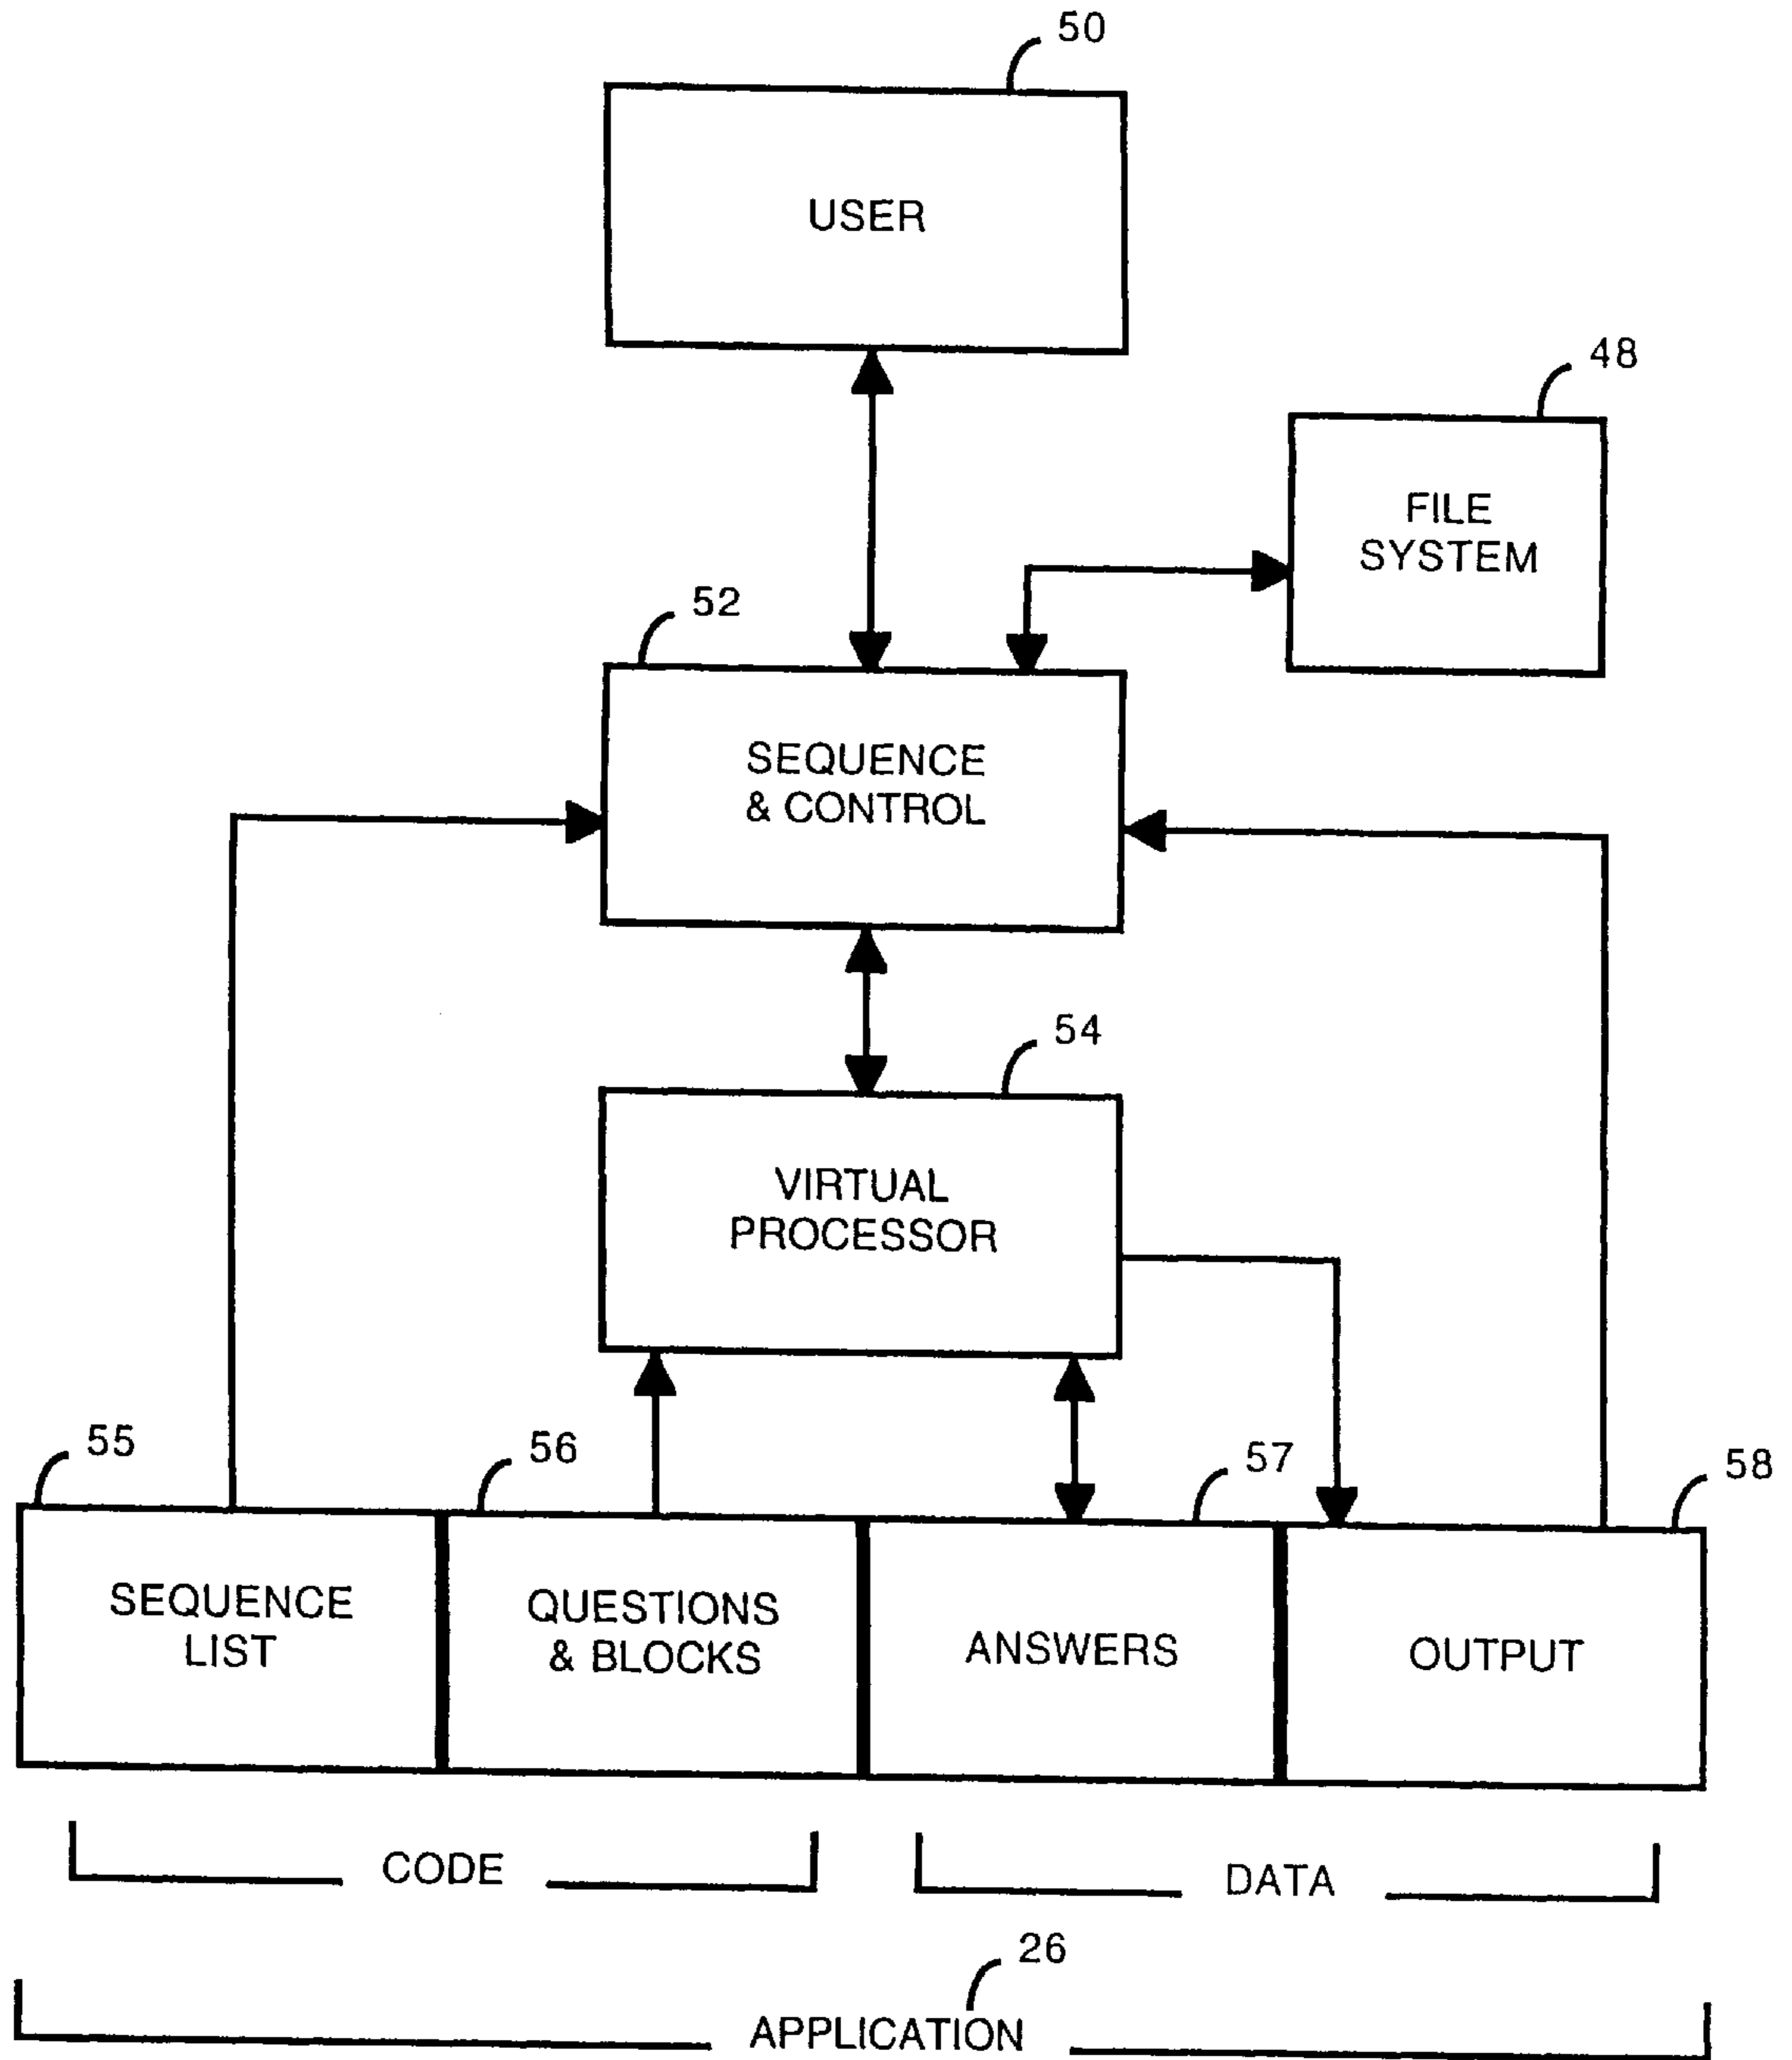 50
USER
48
FILE
SYSTEM
52
SEQUENCE
& CONTROL
54
VIRTUAL
PROCESSOR
55
56
57
58
SEQUENCE
LIST
QUESTIONS
& BLOCKS
ANSWERS
OUTPUT
CODE
DATA
26
APPLICATION